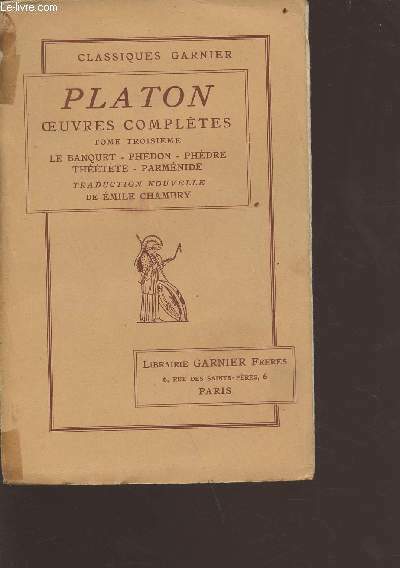 Le-livre.com
CLASSIQUES GARNIER
PLATON
ŒUVRES COMPLÈTES
TOME TROISIÈME
LE BANQUET - PHÉDON - PHÈDRE
THÉÉTÈTE - PARMÉNIDE
TRADUCTION NOUVELLE
DE ÉMILE CHAMBRY
LIBRAIRIE GARNIER FRÈRES
6, RUE DES SAINTS-PÈRES, 6
PARIS